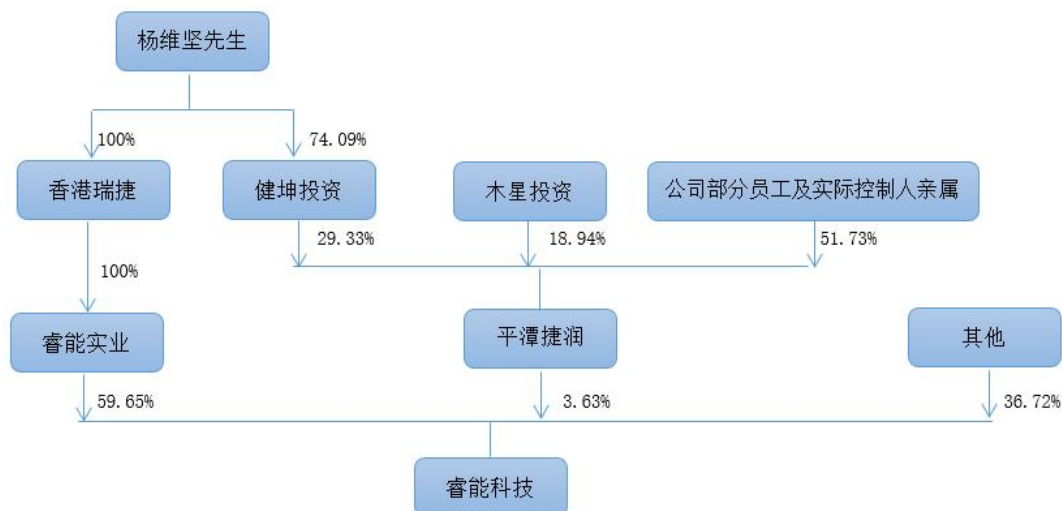 杨维坚先生
100%
74.09%
香港瑞捷
健坤投资
木星投资
公司部分员工及实际控制人亲属
29.33%
18.94%
51.73%
100%
睿能实业
平潭捷润
其他
59.65%
3.63%
36.72%
睿能科技